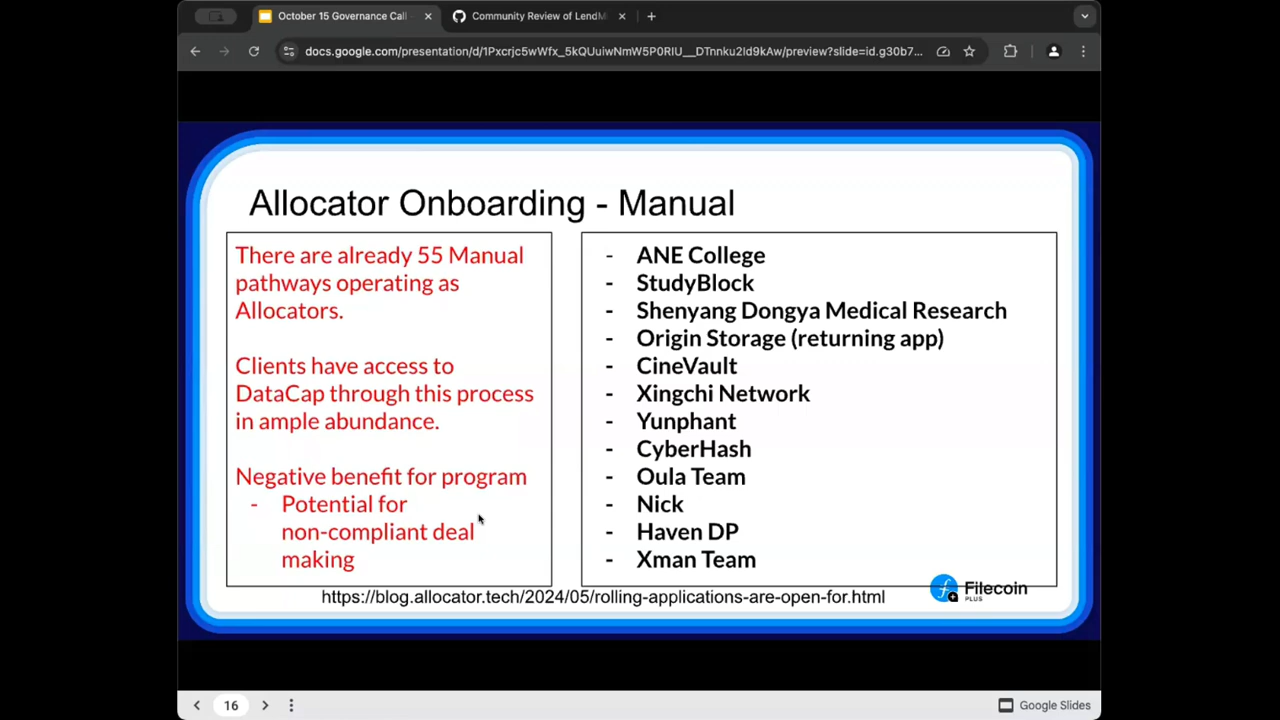 October 15 Governance Call
Community Review of LendM
docs.google.com/presentation/d/1Pxcrjc5wWfx_5kQUuiwNmW5P0RIU__DTnnku2Id9kAw/preview?slide=id.g30b7...
Allocator Onboarding - Manual
There are already 55 Manual
pathways operating as
Allocators.
Clients have access to
DataCap through this process
in ample abundance.
Negative benefit for program
- Potential for
non-compliant deal
making
- ANE College
- StudyBlock
- Shenyang Dongya Medical Research
- Origin Storage (returning app)
- CineVault
- Xingchi Network
- Yunphant
- CyberHash
- Oula Team
- Nick
- Haven DP
- Xman Team
https://blog.allocator.tech/2024/05/rolling-applications-are-open-for.html
Filecoin
PLUS
16
Google Slides